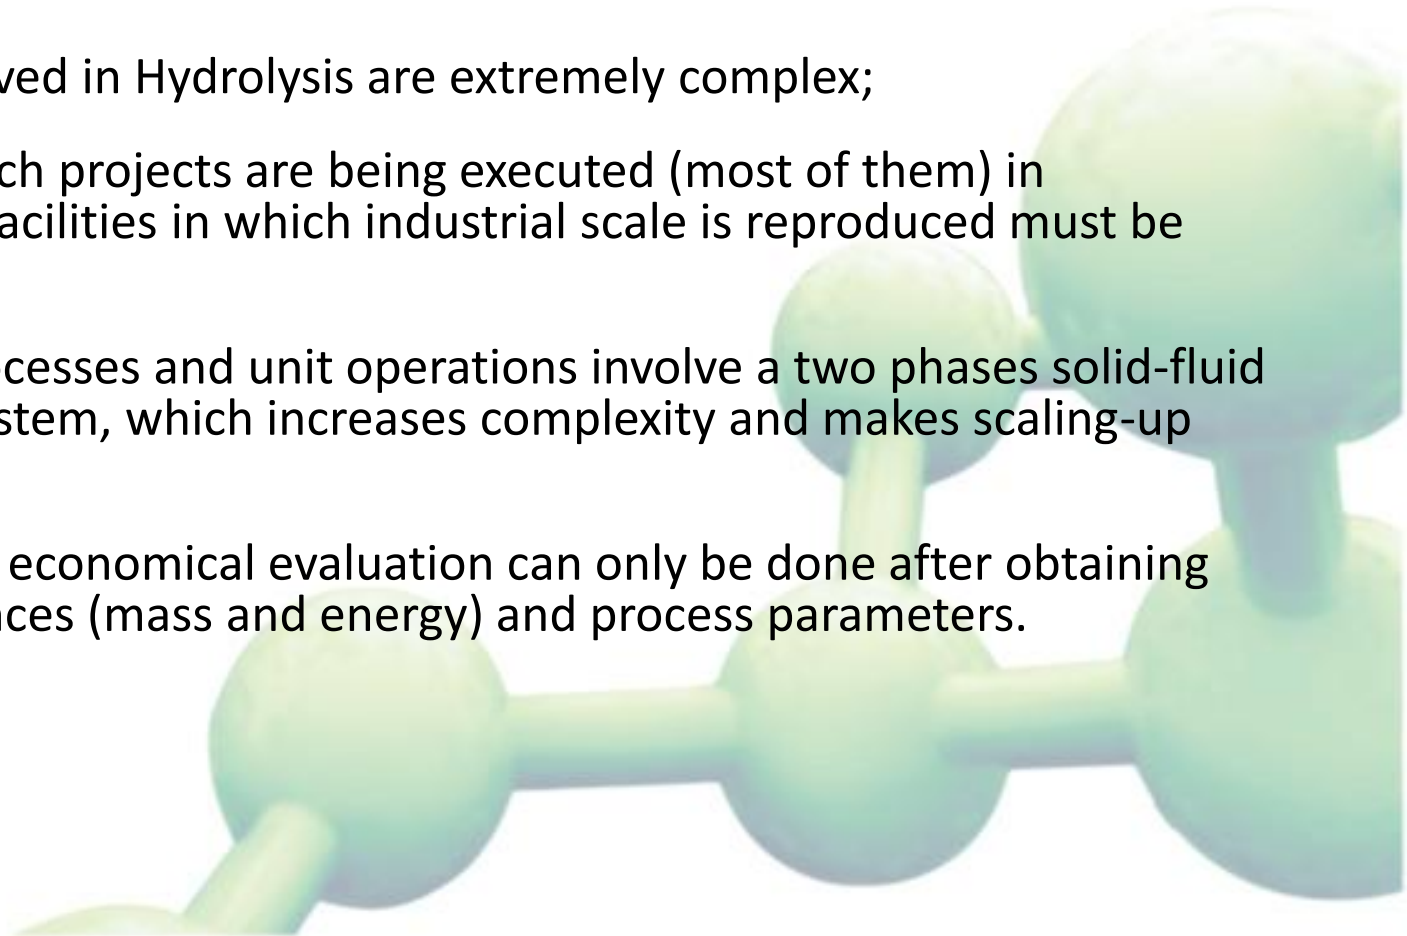 ved in Hydrolysis are extremely complex;
ch projects are being executed (most of them) in
acilities in which industrial scale is reproduced must be
cesses and unit operations involve a two phases solid-fluid
stem, which increases complexity and makes scaling-up
economical evaluation can only be done after obtaining
ces (mass and energy) and process parameters.